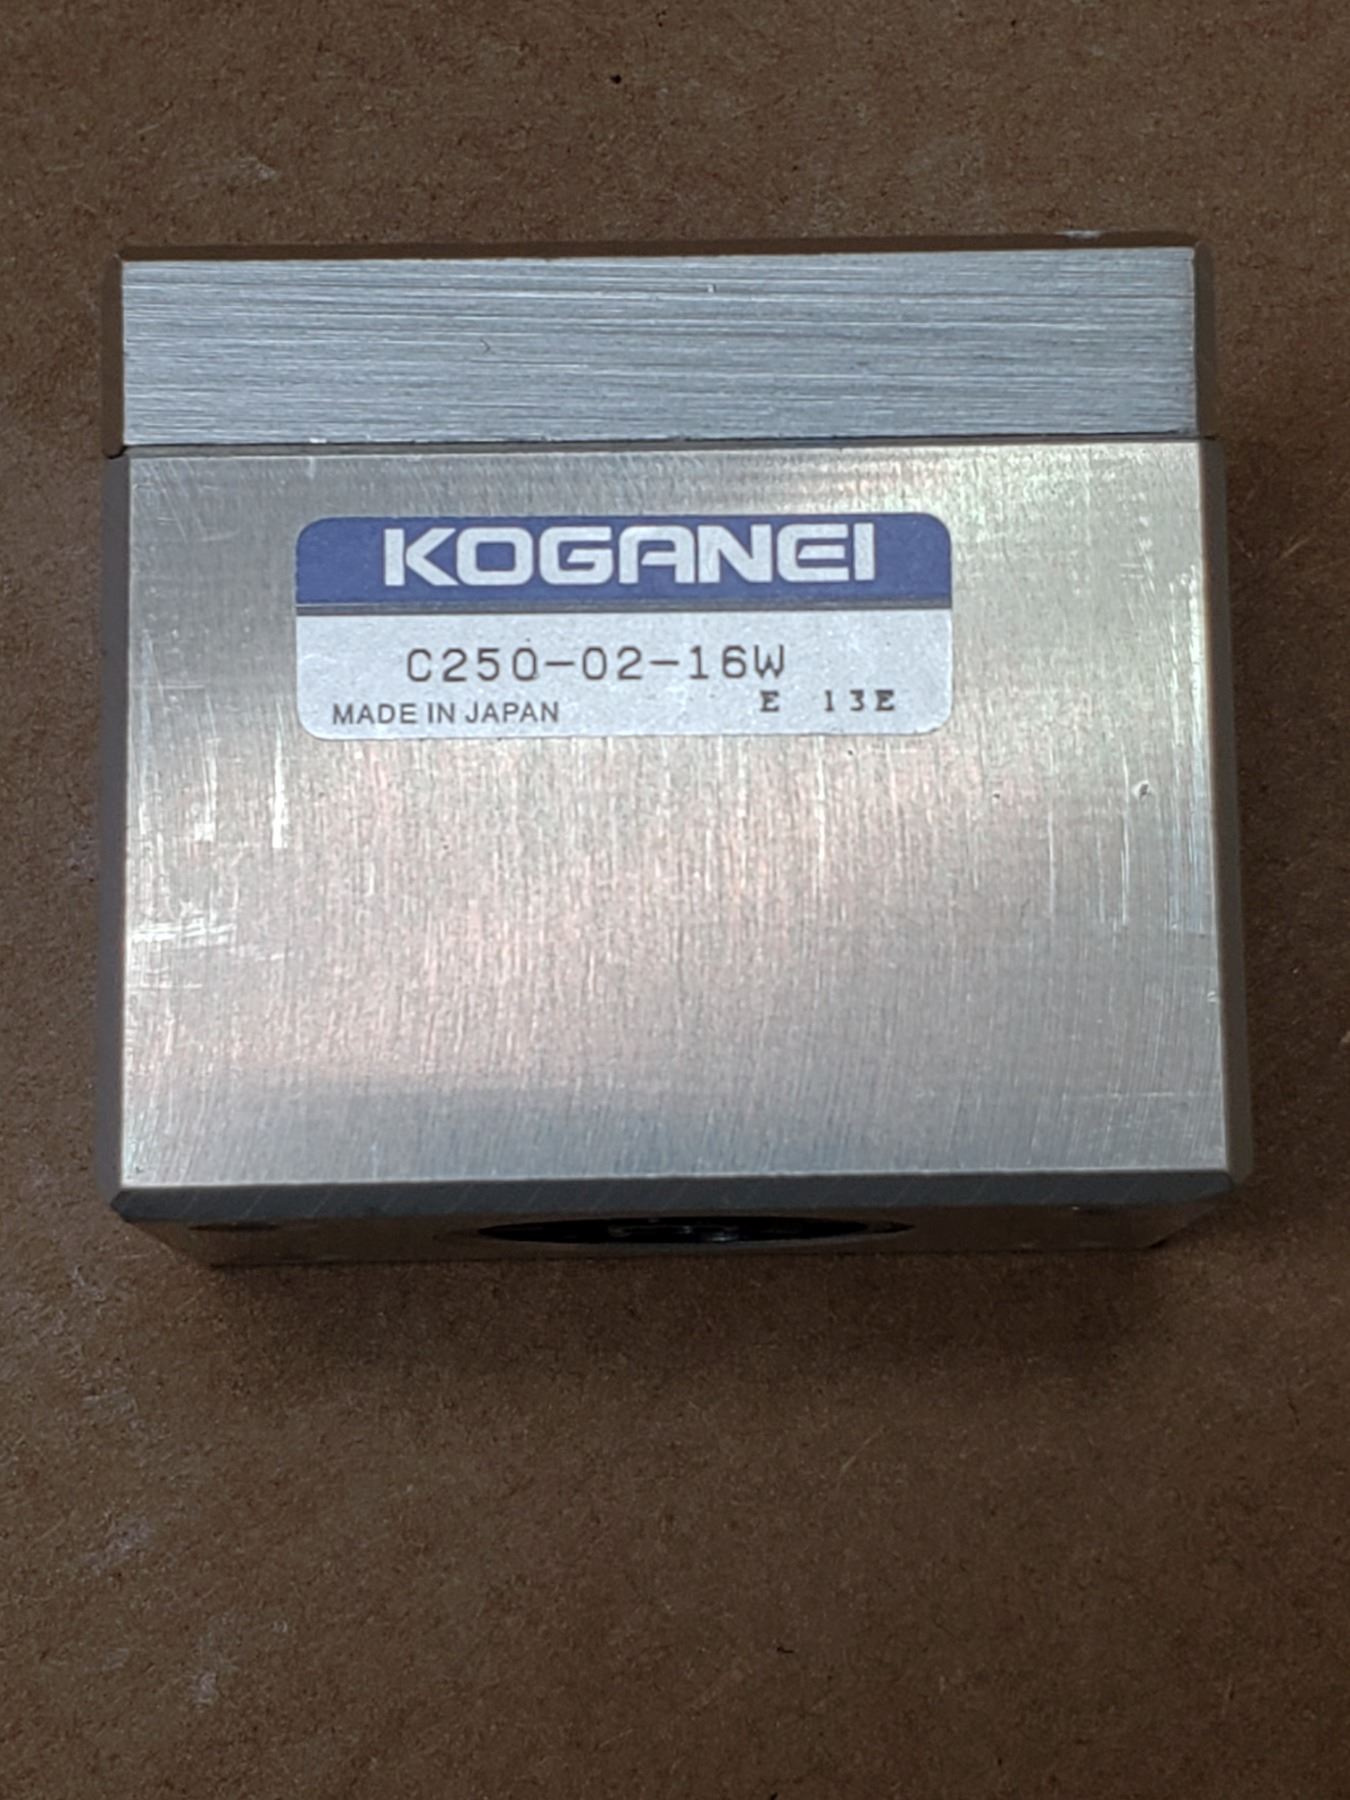 KOGANEI
C250-02-16W
MADE IN JAPAN E 13E